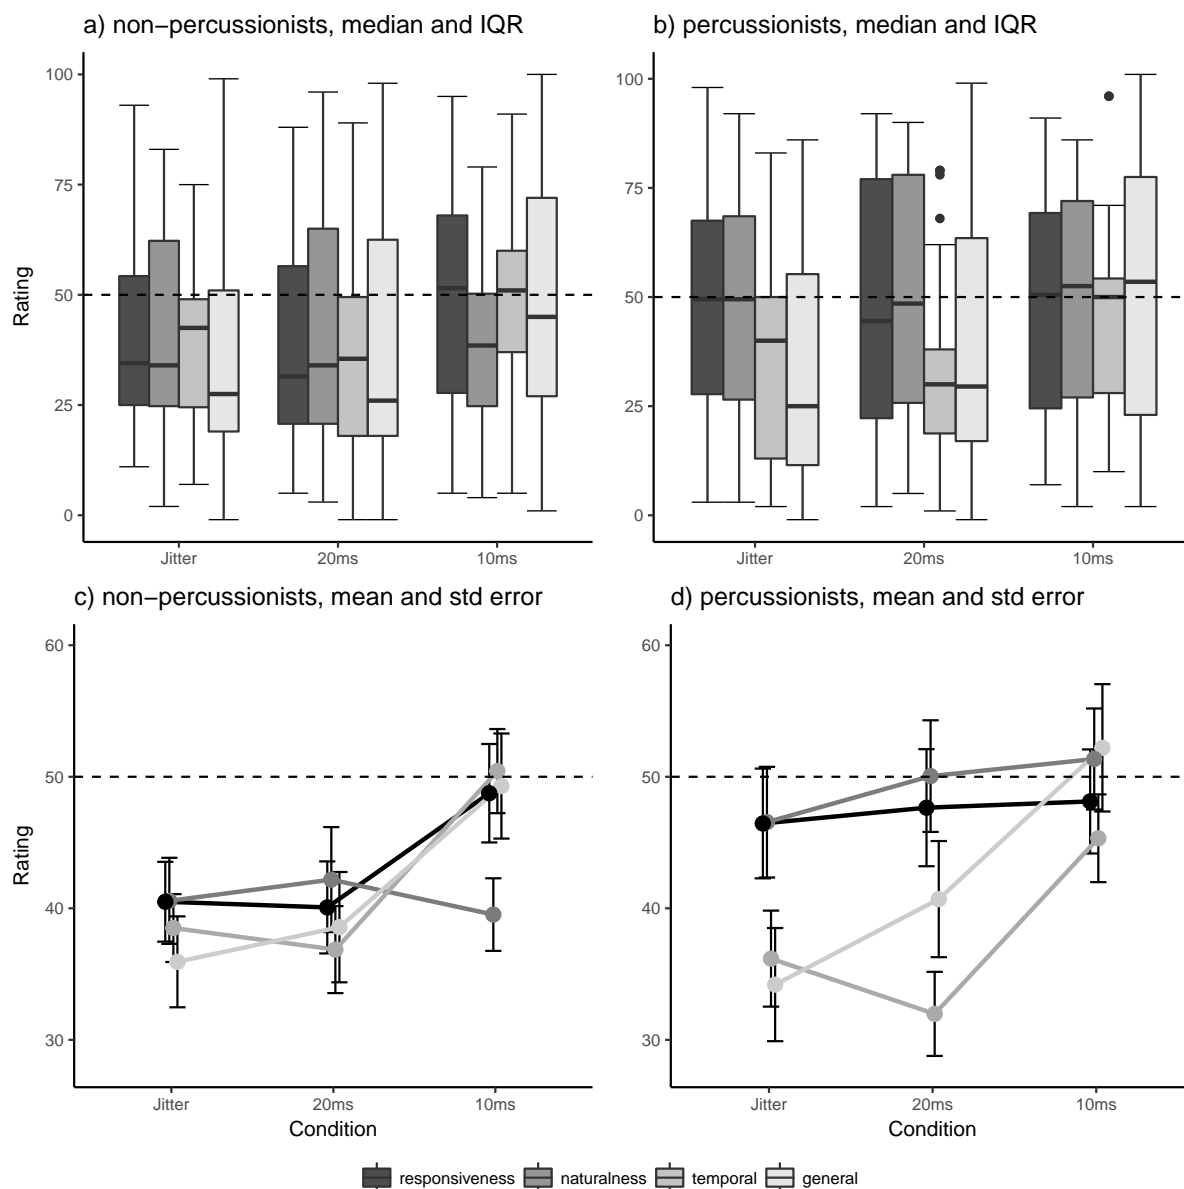 a) non−percussionists, median and IQR
b) percussionists, median and IQR
100
75
50
25
0
Rating
Jitter 20ms 10ms
100
75
50
25
0
Jitter 20ms 10ms
c) non−percussionists, mean and std error
d) percussionists, mean and std error
60
50
40
30
Rating
Jitter 20ms 10ms
Condition
60
50
40
30
Jitter 20ms 10ms
Condition
responsiveness naturalness temporal general